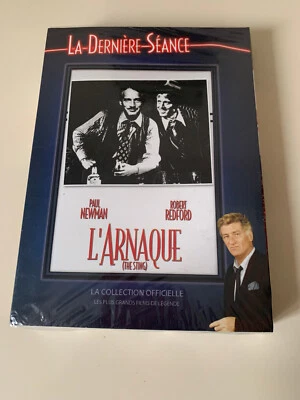 LA-DERNIÈRE-SÉANCE
PAUL
NEWMAN
ROBERT
REDFORD
L'ARNAQUE
(THE STING)
LA COLLECTION OFFICIELLE
LES PLUS GRANDS FILMS DE LÉGENDE